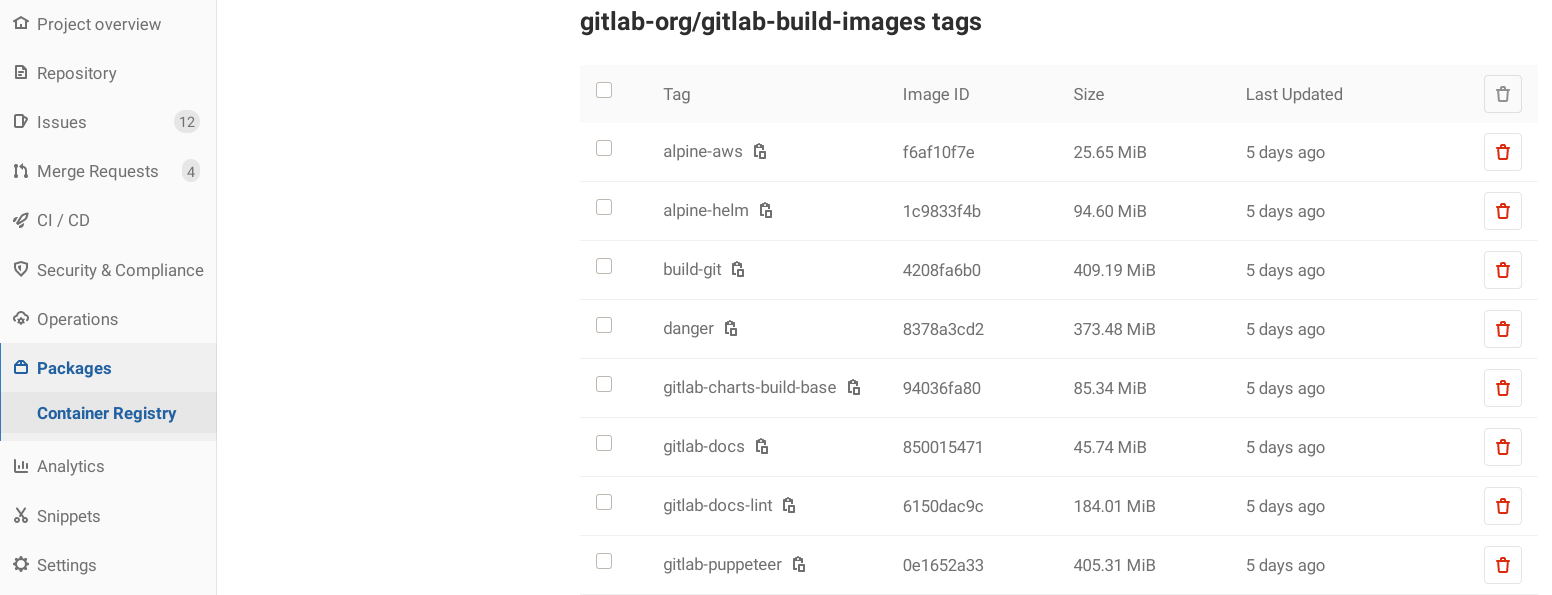 Project overview
Repository
Issues 12
Merge Requests 4
CI / CD
Security & Compliance
Operations
Packages
Container Registry
Analytics
Snippets
Settings
gitlab-org/gitlab-build-images tags
Tag Image ID Size Last Updated
alpine-aws f6af10f7e 25.65 MiB 5 days ago
alpine-helm 1c9833f4b 94.60 MiB 5 days ago
build-git 4208fa6b0 409.19 MiB 5 days ago
danger 8378a3cd2 373.48 MiB 5 days ago
gitlab-charts-build-base 94036fa80 85.34 MiB 5 days ago
gitlab-docs 850015471 45.74 MiB 5 days ago
gitlab-docs-lint 6150dac9c 184.01 MiB 5 days ago
gitlab-puppeteer 0e1652a33 405.31 MiB 5 days ago